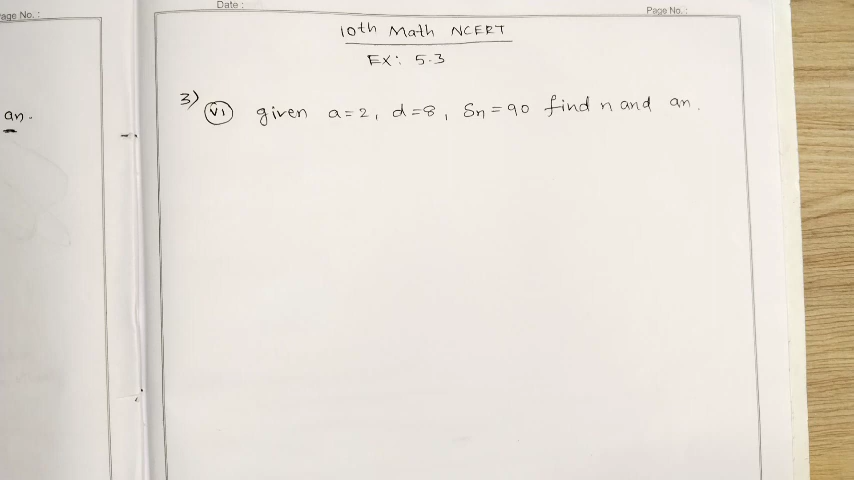 age No. :
an.
Date :
Page No. :
10th Math NCERT
EX: 5.3
3) (vi) given a = 2, d = 8, Sn = 90 find n and an.